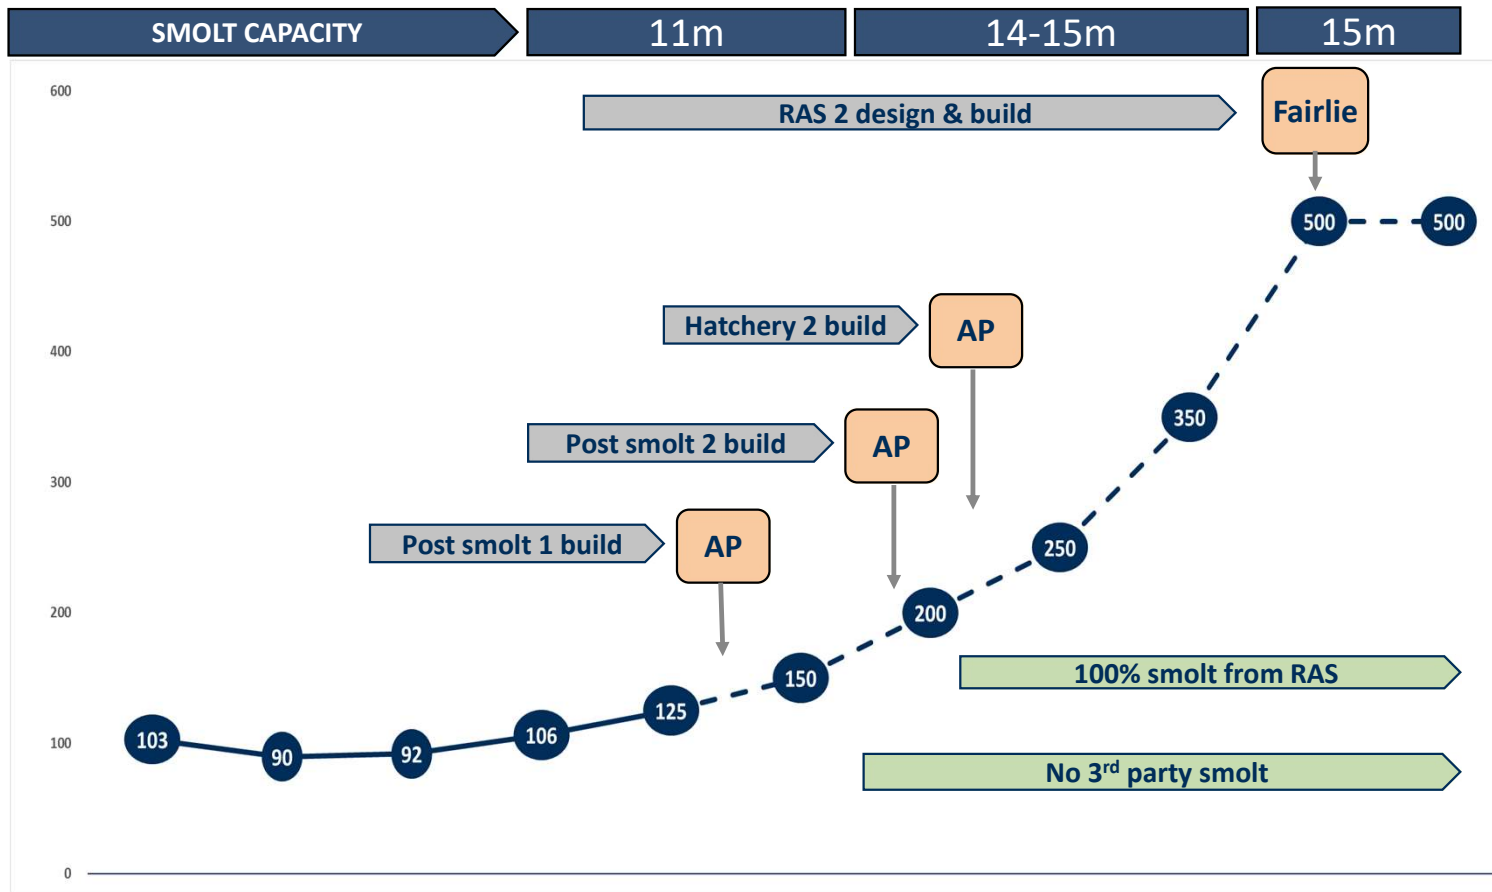 SMOLT CAPACITY
11m
14-15m
15m
600
RAS 2 design & build
Fairlie
500
500
500
400
Hatchery 2 build
AP
350
Post smolt 2 build
AP
300
Post smolt 1 build
AP
250
200
200
150
100% smolt from RAS
125
106
103
100
92
90
No 3rd party smolt
0